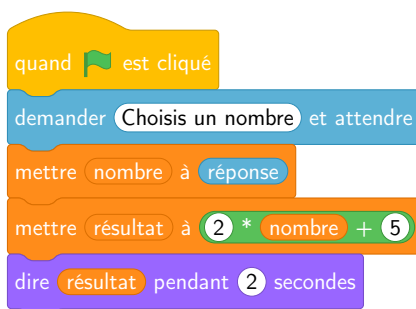 quand est cliqué
demander Choisis un nombre et attendre
mettre nombre à réponse
mettre résultat à 2 * nombre + 5
dire résultat pendant 2 secondes